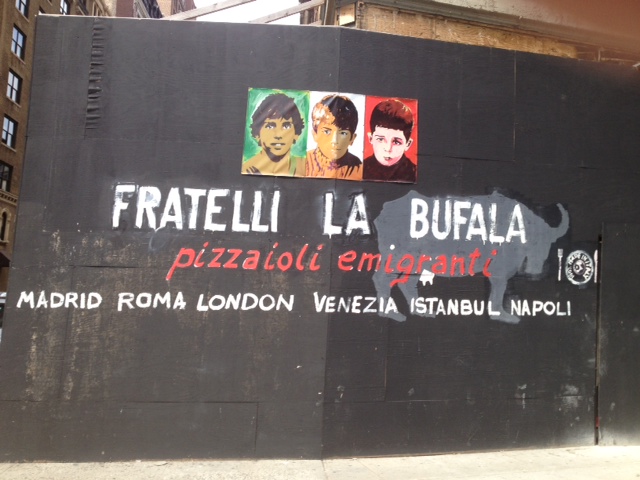 FRATELLI LA BUFALA
pizzaioli emigranti
MADRID ROMA LONDON VENEZIA ISTANBUL NAPOLI